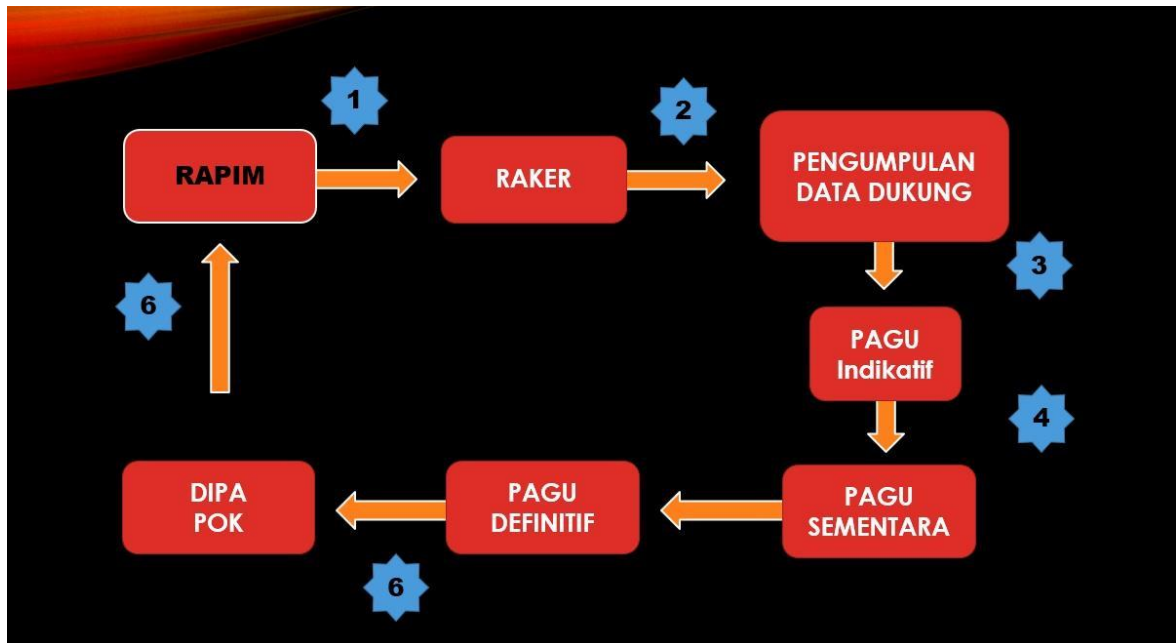 1
2
RAPIM
RAKER
PENGUMPULAN
DATA DUKUNG
3
6
PAGU
Indikatif
4
DIPA
POK
PAGU
DEFINITIF
PAGU
SEMENTARA
6